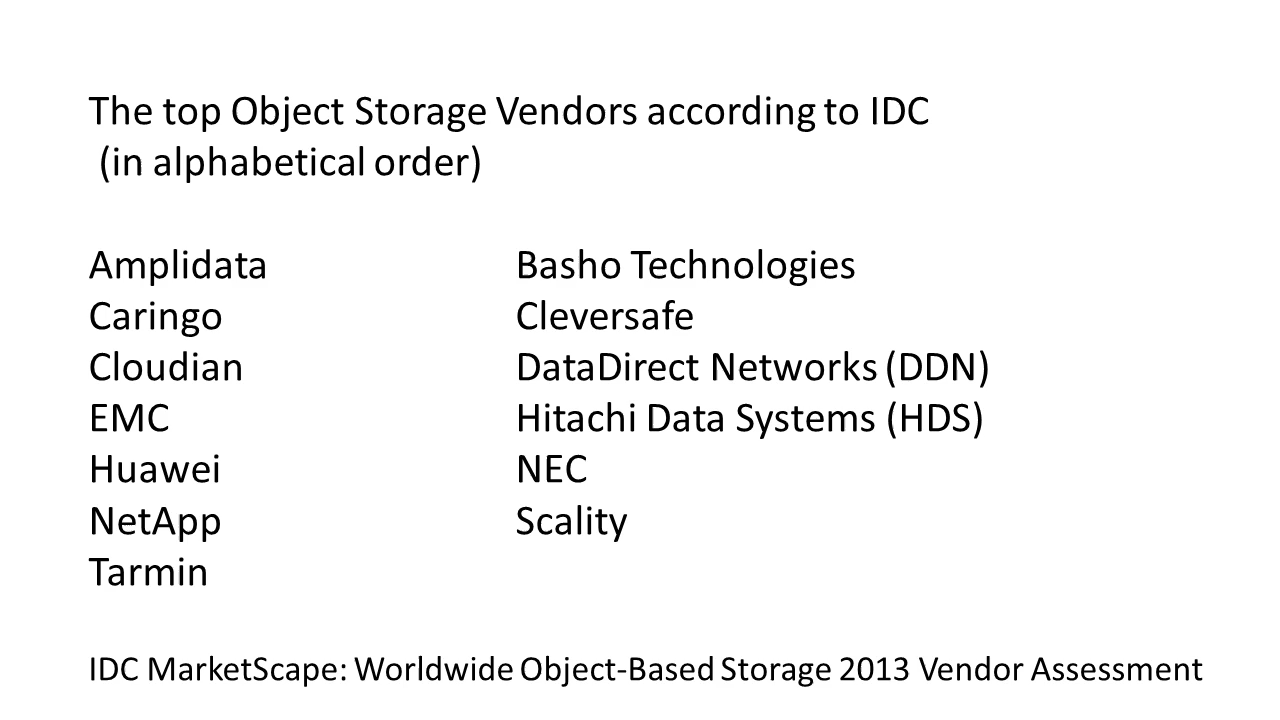 The top Object Storage Vendors according to IDC
(in alphabetical order)
Amplidata Basho Technologies
Caringo Cleversafe
Cloudian DataDirect Networks (DDN)
EMC Hitachi Data Systems (HDS)
Huawei NEC
NetApp Scality
Tarmin
IDC MarketScape: Worldwide Object-Based Storage 2013 Vendor Assessment